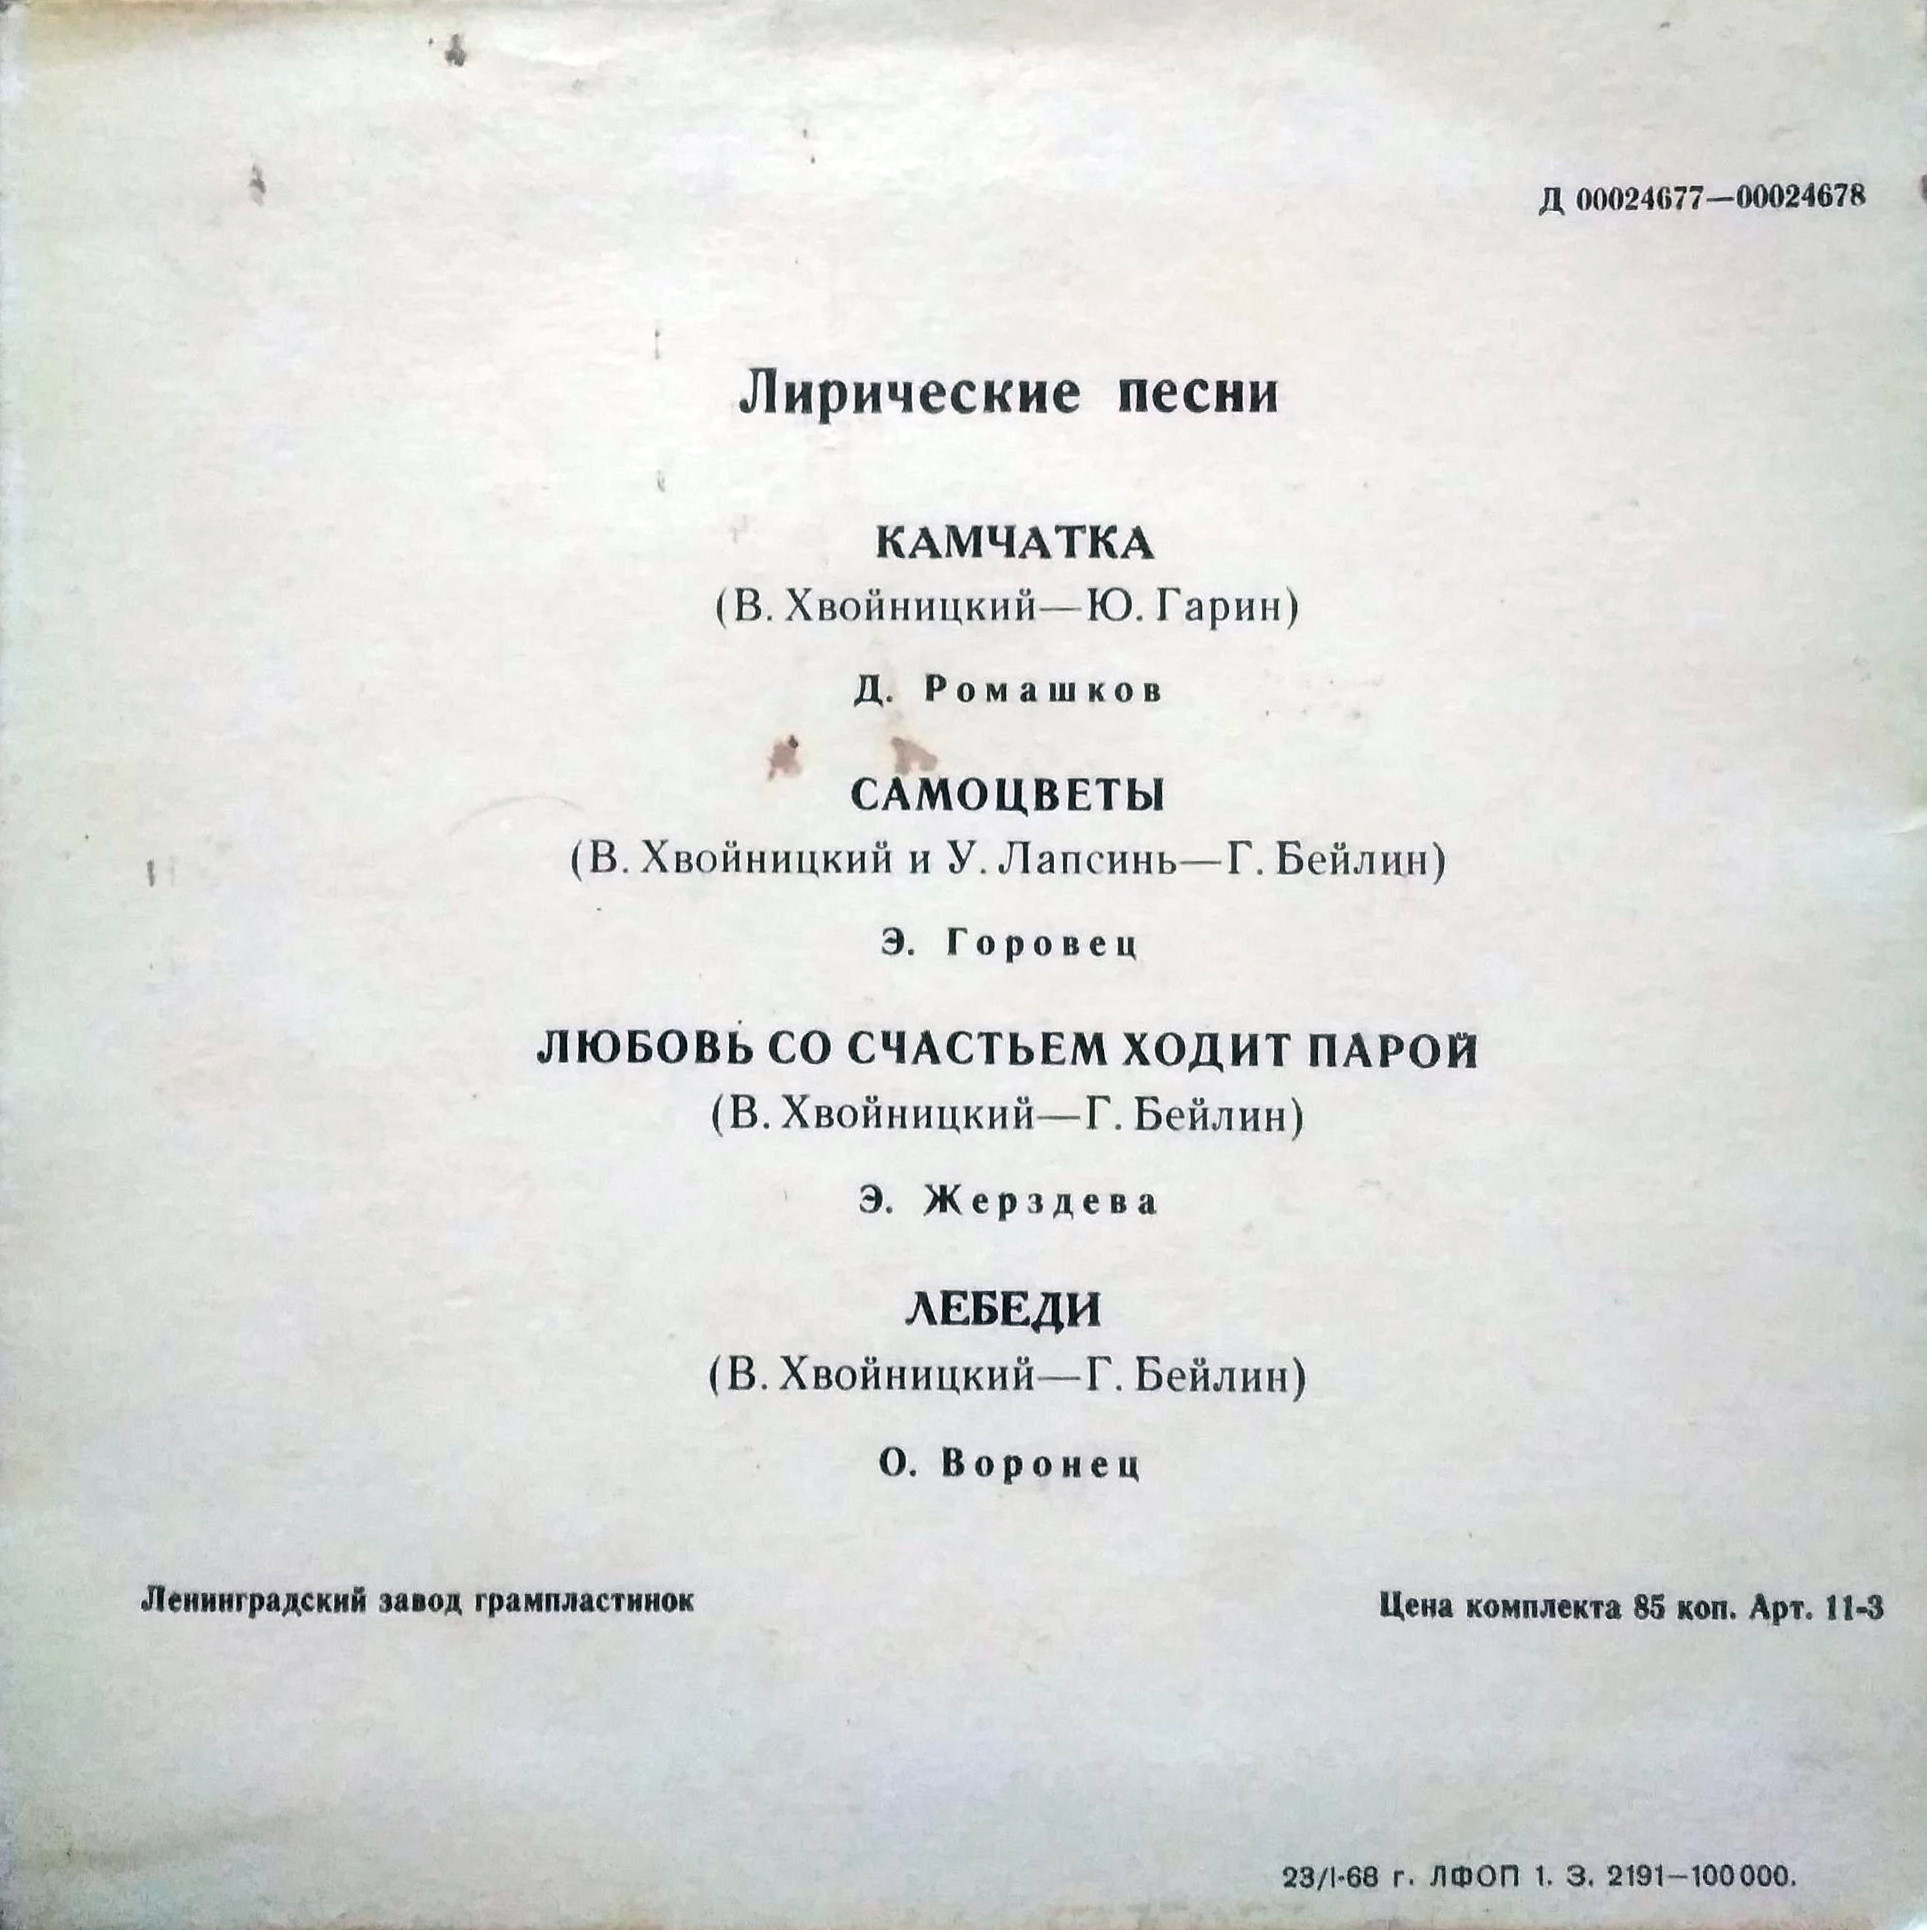 Д 00024677—00024678
Лирические песни
КАМЧАТКА
(В. Хвойницкий—Ю. Гарин)
Д. Ромашков
САМОЦВЕТЫ
(В. Хвойницкий и У. Лапсинь—Г. Бейлин)
Э. Горовец
ЛЮБОВЬ СО СЧАСТЬЕМ ХОДИТ ПАРОЙ
(В. Хвойницкий—Г. Бейлин)
Э. Жерздева
ЛЕБЕДИ
(В. Хвойницкий—Г. Бейлин)
О. Воронец
Ленинградский завод грампластинок
Цена комплекта 85 коп. Арт. 11-3
23/I-68 г. ЛФОП 1. З. 2191—100 000.